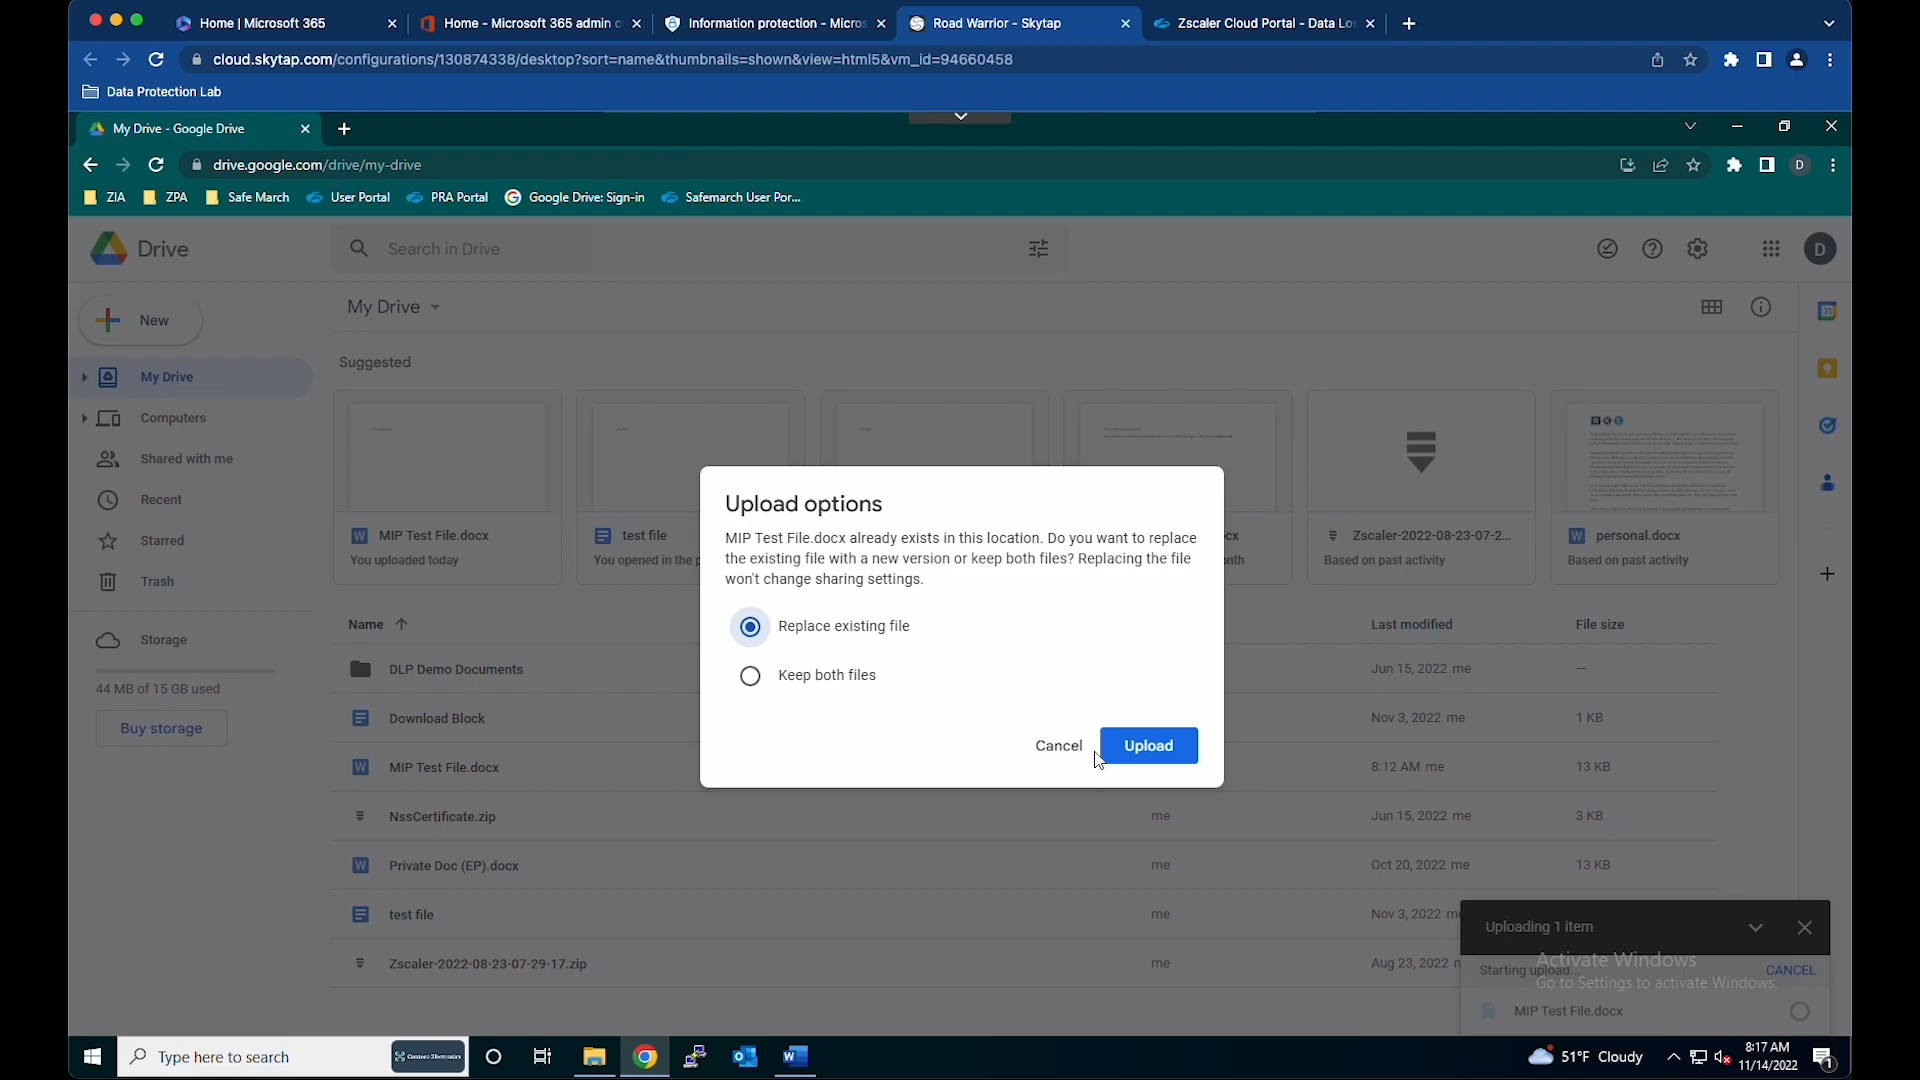 Home | Microsoft 365
Home - Microsoft 365 admin c
Information protection - Micros
Road Warrior - Skytap
Zscaler Cloud Portal - Data Lo
cloud.skytap.com/configurations/130874338/desktop?sort=name&thumbnails=shown&view=html5&vm_id=94660458
Data Protection Lab
My Drive - Google Drive
drive.google.com/drive/my-drive
D
ZIA
ZPA
Safe March
User Portal
PRA Portal
Google Drive: Sign-in
Safemarch User Por...
Drive
Search in Drive
D
New
My Drive
My Drive
Computers
Shared with me
Recent
Starred
Trash
Storage
44 MB of 15 GB used
Buy storage
Suggested
MIP Test File.docx
You uploaded today
test file
You opened in the p
cx
nth
Zscaler-2022-08-23-07-2...
Based on past activity
personal.docx
Based on past activity
31
Upload options
MIP Test File.docx already exists in this location. Do you want to replace
the existing file with a new version or keep both files? Replacing the file
won't change sharing settings.
Replace existing file
Keep both files
Cancel
Upload
Name
Last modified
File size
DLP Demo Documents
Jun 15, 2022 me
—
Download Block
Nov 3, 2022 me
1 KB
MIP Test File.docx
8:12 AM me
13 KB
NssCertificate.zip
me
Jun 15, 2022 me
3 KB
Private Doc (EP).docx
me
Oct 20, 2022 me
13 KB
test file
me
Nov 3, 2022 m
Zscaler-2022-08-23-07-29-17.zip
me
Aug 23, 2022
Uploading 1 item
Starting upload...
CANCEL
MIP Test File.docx
Activate Windows
Go to Settings to activate Windows.
Type here to search
Contoso Electronics
51°F Cloudy
8:17 AM
11/14/2022
1